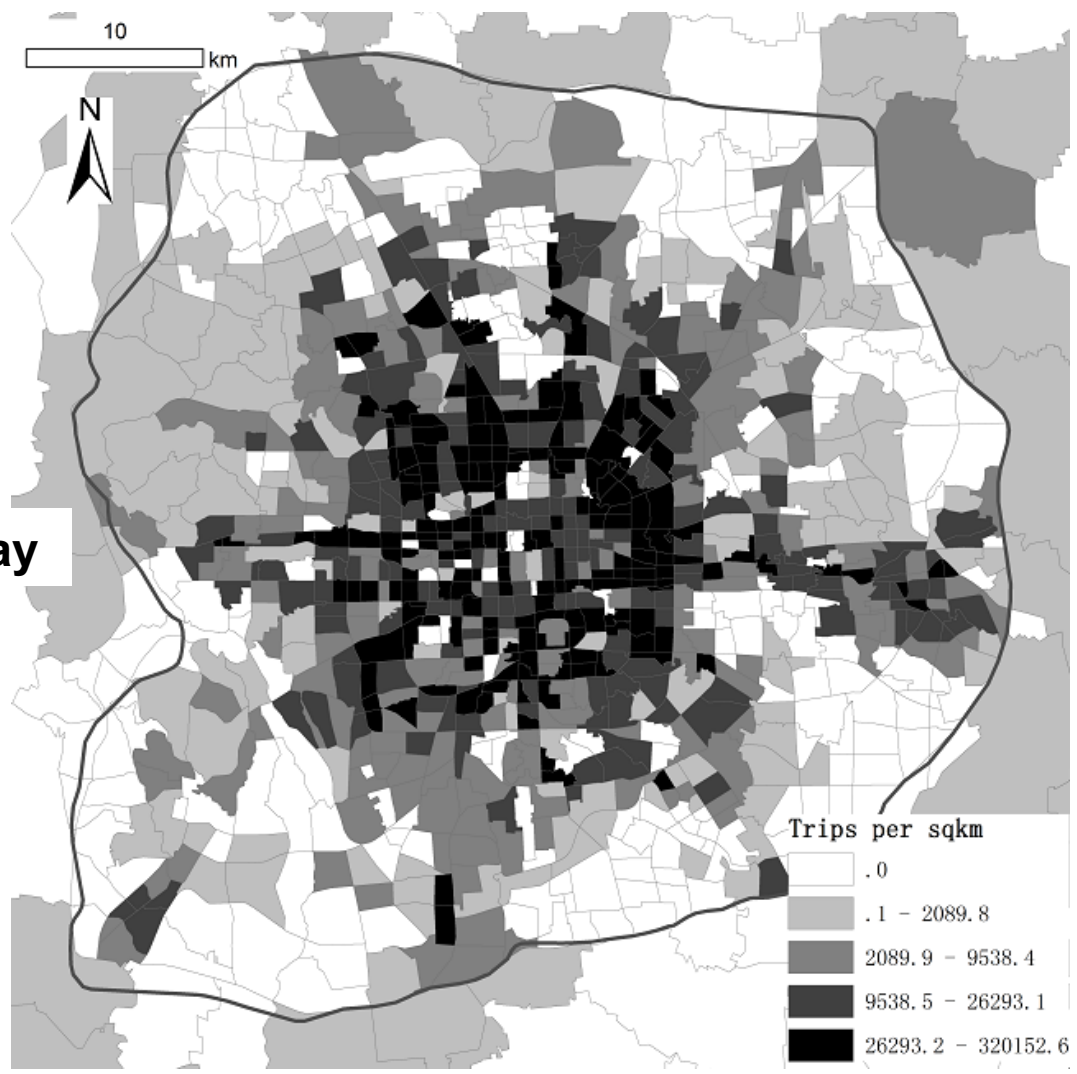 10
km
N
ay
Trips per sqkm
.0
.1 - 2089.8
2089.9 - 9538.4
9538.5 - 26293.1
26293.2 - 320152.6